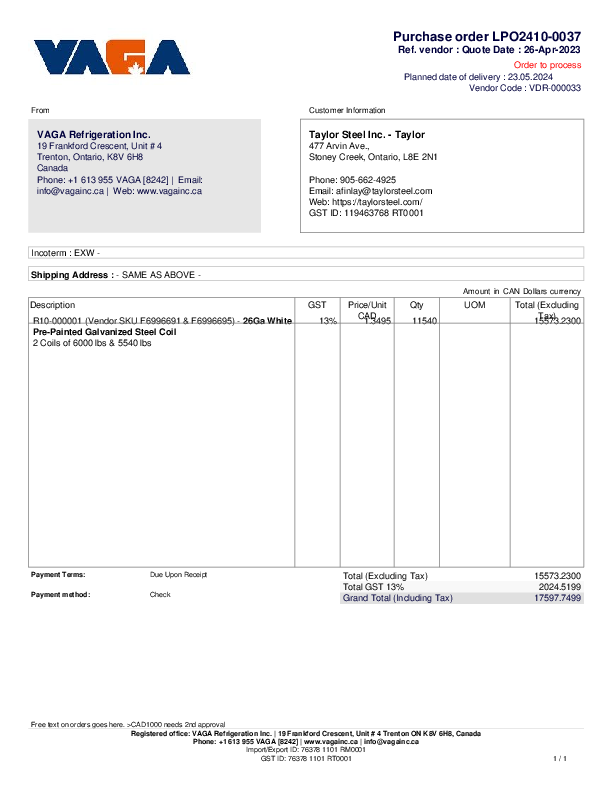 VAGA
Purchase order LPO2410-0037
Ref. vendor : Quote Date : 26-Apr-2023
Order to process
Planned date of delivery : 23.05.2024
Vendor Code : VDR-000033
From
Customer Information
VAGA Refrigeration Inc.
19 Frankford Crescent, Unit # 4
Trenton, Ontario, K8V 6H8
Canada
Phone: +1 613 955 VAGA [8242] | Email:
info@vagainc.ca | Web: www.vagainc.ca
Taylor Steel Inc. - Taylor
477 Arvin Ave.,
Stoney Creek, Ontario, L8E 2N1
Phone: 905-662-4925
Email: afinlay@taylorsteel.com
Web: https://taylorsteel.com/
GST ID: 119463768 RT0001
Incoterm : EXW -
Shipping Address : - SAME AS ABOVE -
Amount in CAN Dollars currency
Description GST Price/Unit CAD Qty UOM Total (Excluding Tax)
R10-000001 (Vendor SKU F6996691 & F6996695) - 26Ga White 13% 1.3495 11540 15573.2300
Pre-Painted Galvanized Steel Coil
2 Coils of 6000 lbs & 5540 lbs
Payment Terms: Due Upon Receipt
Payment method: Check
Total (Excluding Tax) 15573.2300
Total GST 13% 2024.5199
Grand Total (Including Tax) 17597.7499
Free text on orders goes here. >CAD1000 needs 2nd approval
Registered office: VAGA Refrigeration Inc. | 19 Frankford Crescent, Unit # 4 Trenton ON K8V 6H8, Canada
Phone: +1 613 955 VAGA [8242] | www.vagainc.ca | info@vagainc.ca
Import/Export ID: 76378 1101 RM0001
GST ID: 76378 1101 RT0001
1 / 1